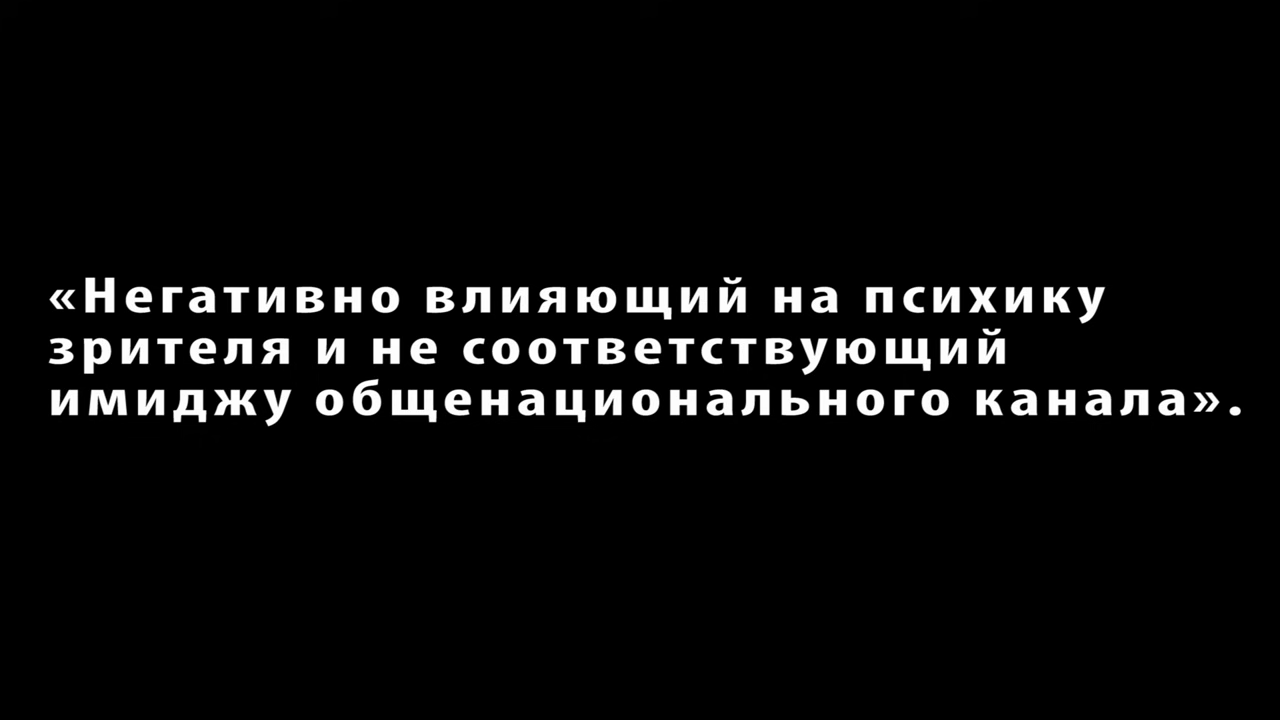 «Негативно влияющий на психику
зрителя и не соответствующий
имиджу общенационального канала».